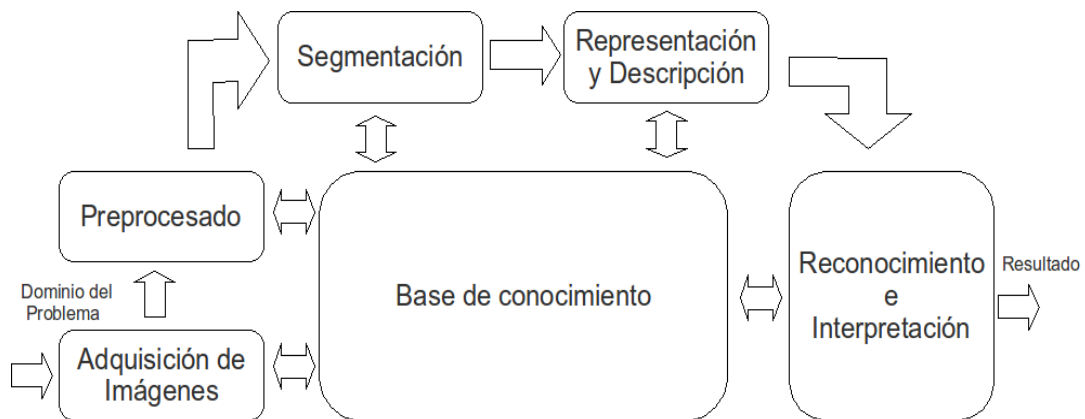 Segmentación
Representación
y Descripción
Preprocesado
Dominio del
Problema
Base de conocimiento
Reconocimiento
e
Interpretación
Resultado
Adquisición de
Imágenes